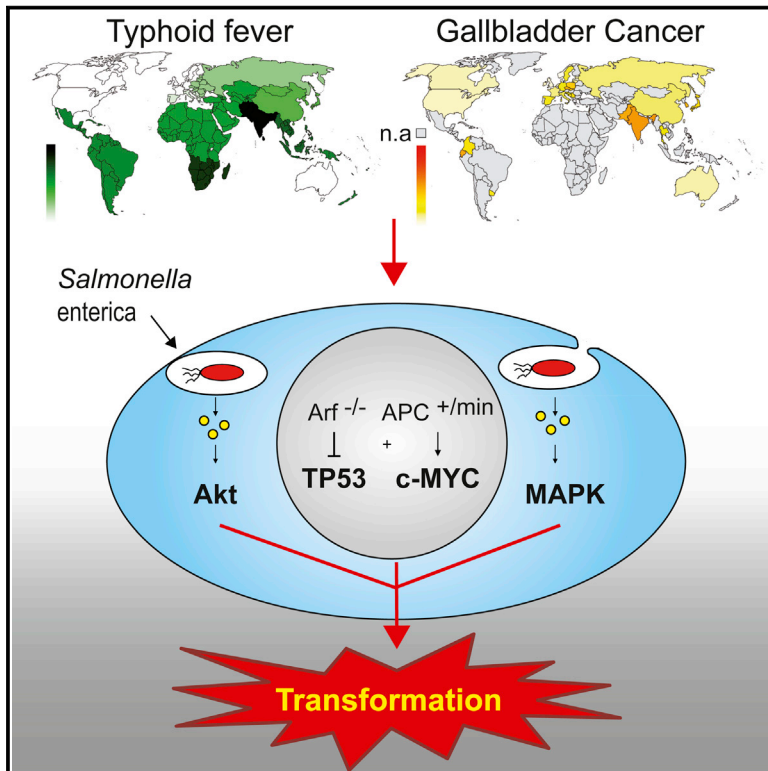 Typhoid fever
Gallbladder Cancer
n.a
Salmonella
enterica
Arf -/- APC +/min
+
TP53 c-MYC
Akt
MAPK
Transformation